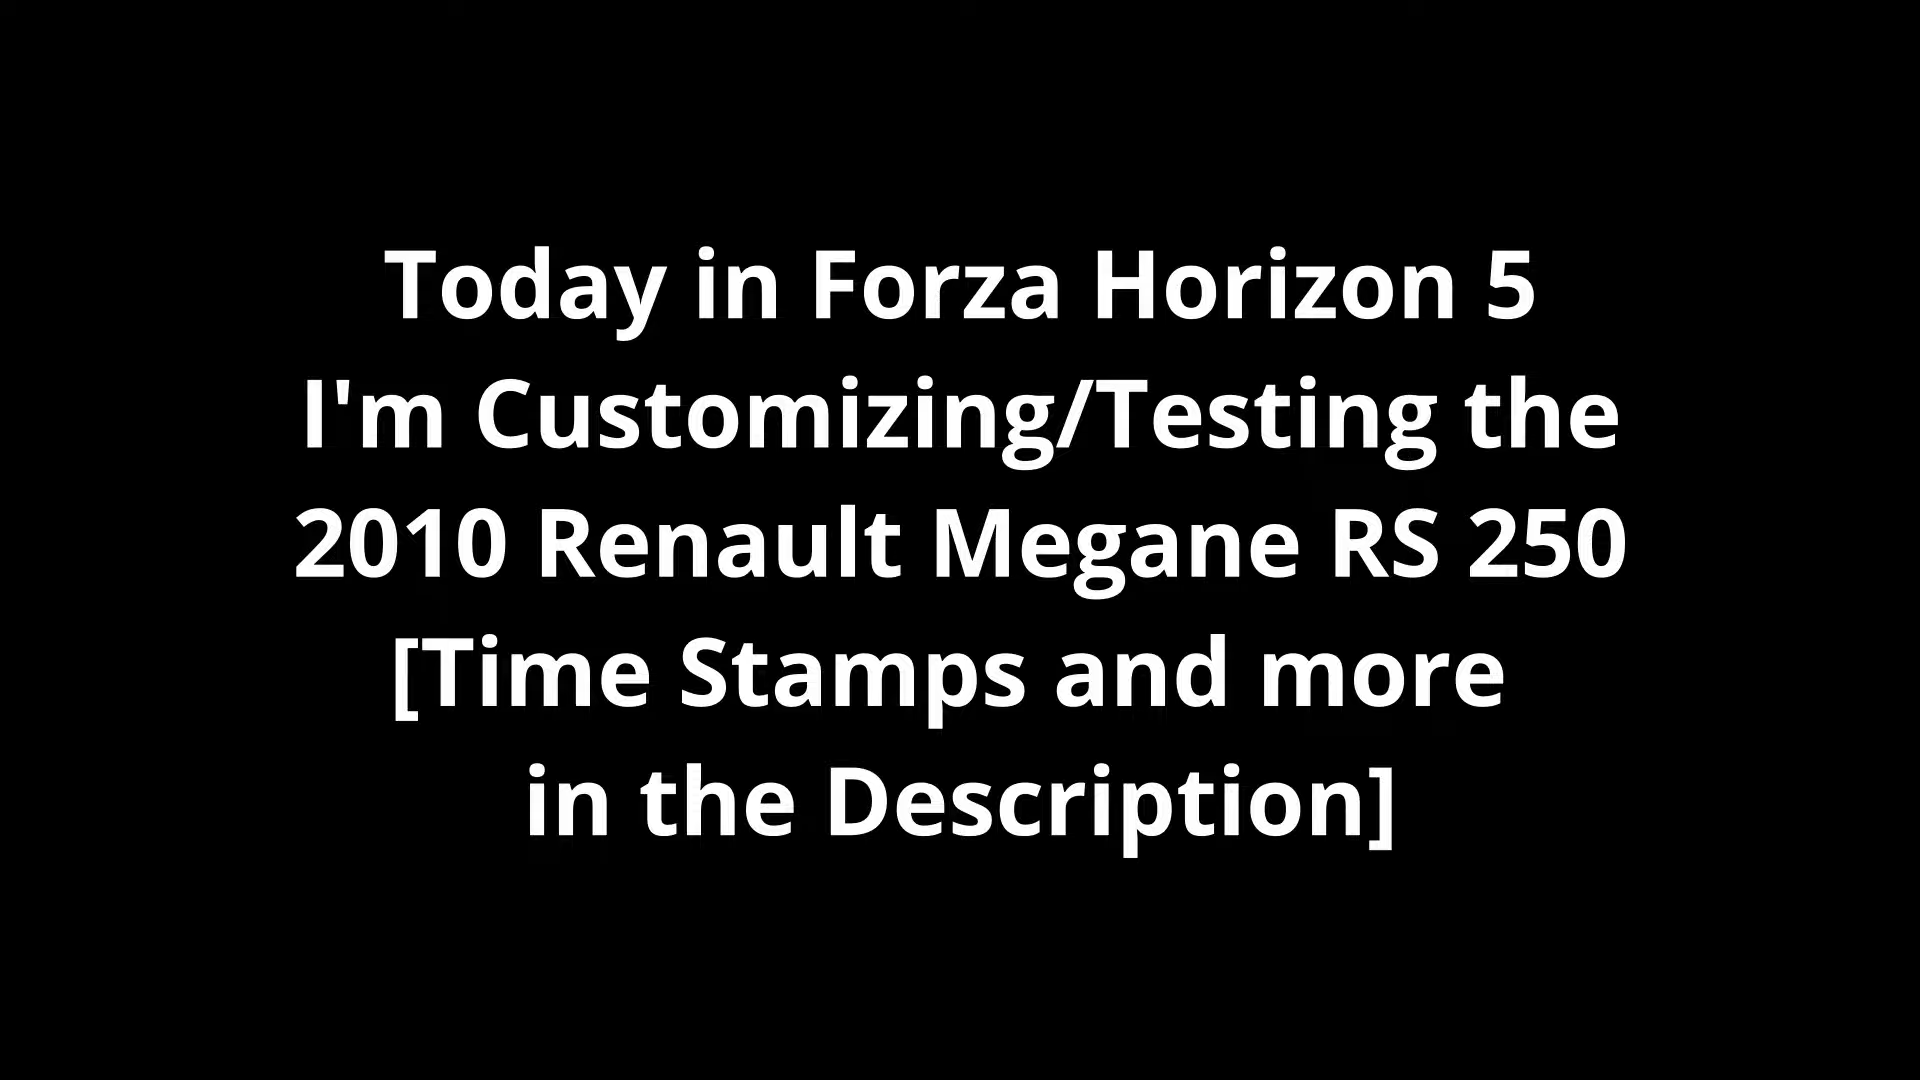 Today in Forza Horizon 5
I'm Customizing/Testing the
2010 Renault Megane RS 250
[Time Stamps and more
in the Description]